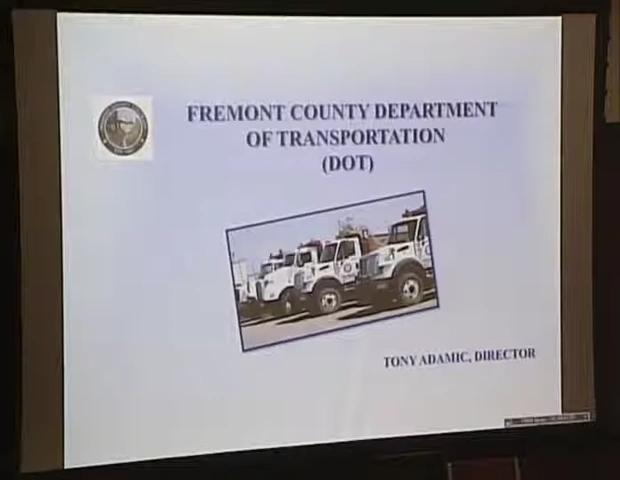 FREMONT COUNTY DEPARTMENT
OF TRANSPORTATION
(DOT)
TONY ADAMIC, DIRECTOR